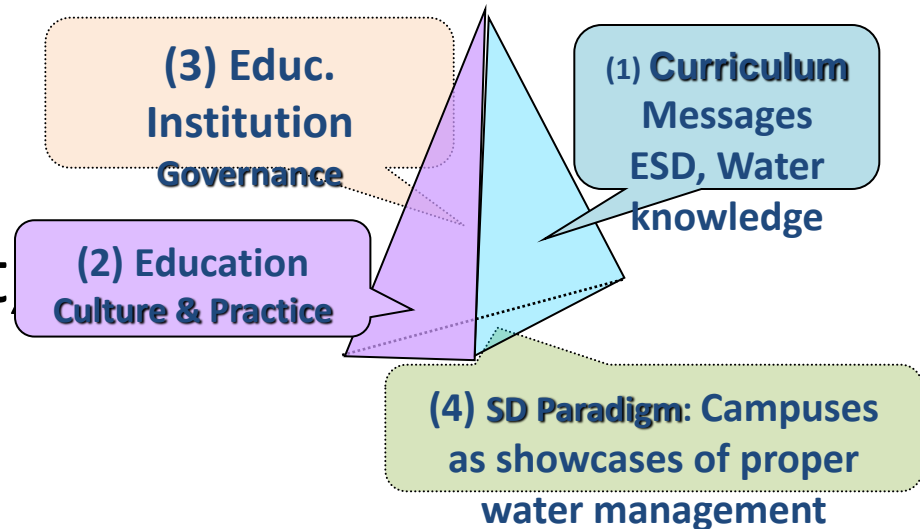 (3) Educ.
Institution
Governance
(1) Curriculum
Messages
ESD, Water
knowledge
(2) Education
Culture & Practice
(4) SD Paradigm: Campuses
as showcases of proper
water management